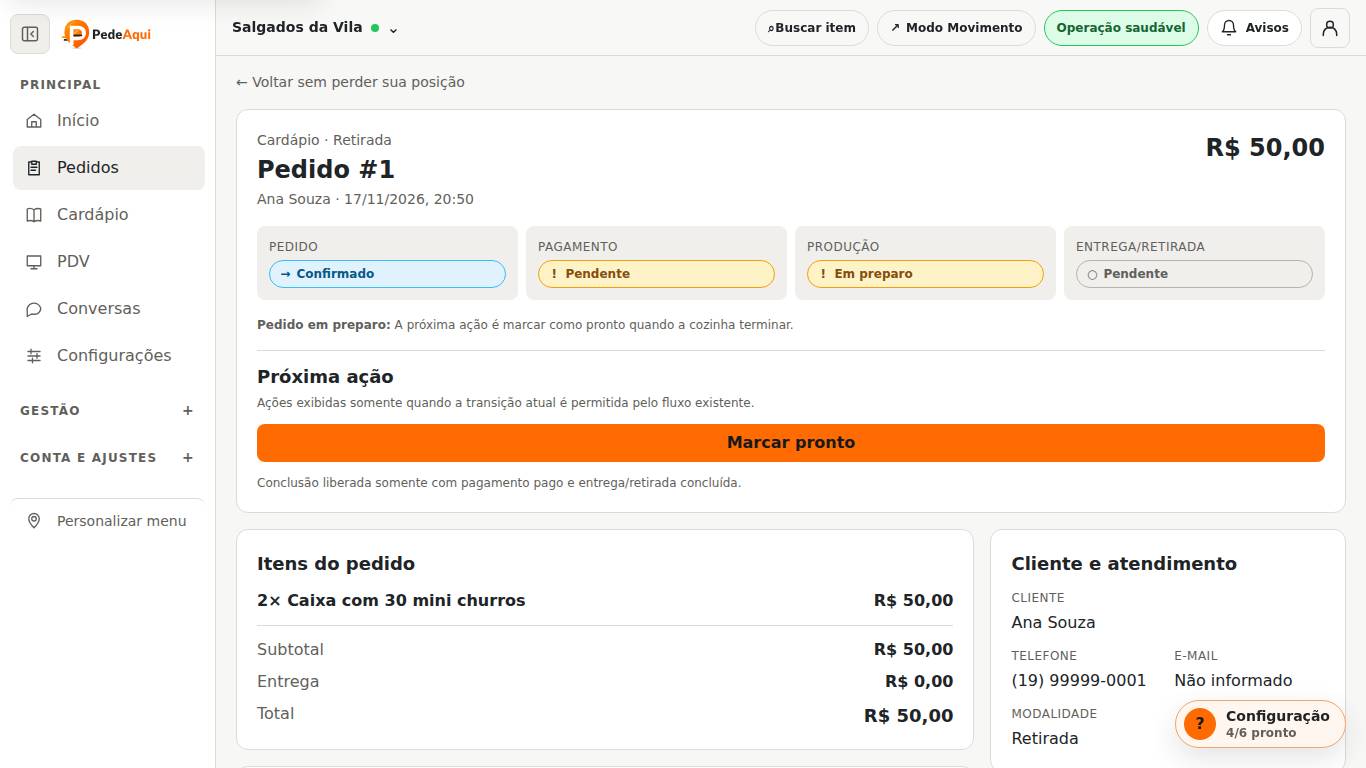 PedeAqui
PRINCIPAL
Início
Pedidos
Cardápio
PDV
Conversas
Configurações
GESTÃO +
CONTA E AJUSTES +
Personalizar menu
Salgados da Vila
Buscar item
↗ Modo Movimento
Operação saudável
Avisos
← Voltar sem perder sua posição
Cardápio · Retirada
Pedido #1
R$ 50,00
Ana Souza · 17/11/2026, 20:50
PEDIDO
→ Confirmado
PAGAMENTO
! Pendente
PRODUÇÃO
! Em preparo
ENTREGA/RETIRADA
○ Pendente
Pedido em preparo: A próxima ação é marcar como pronto quando a cozinha terminar.
Próxima ação
Ações exibidas somente quando a transição atual é permitida pelo fluxo existente.
Marcar pronto
Conclusão liberada somente com pagamento pago e entrega/retirada concluída.
Itens do pedido
2× Caixa com 30 mini churros R$ 50,00
Subtotal R$ 50,00
Entrega R$ 0,00
Total R$ 50,00
Cliente e atendimento
CLIENTE
Ana Souza
TELEFONE E-MAIL
(19) 99999-0001 Não informado
MODALIDADE
Retirada
? Configuração
4/6 pronto